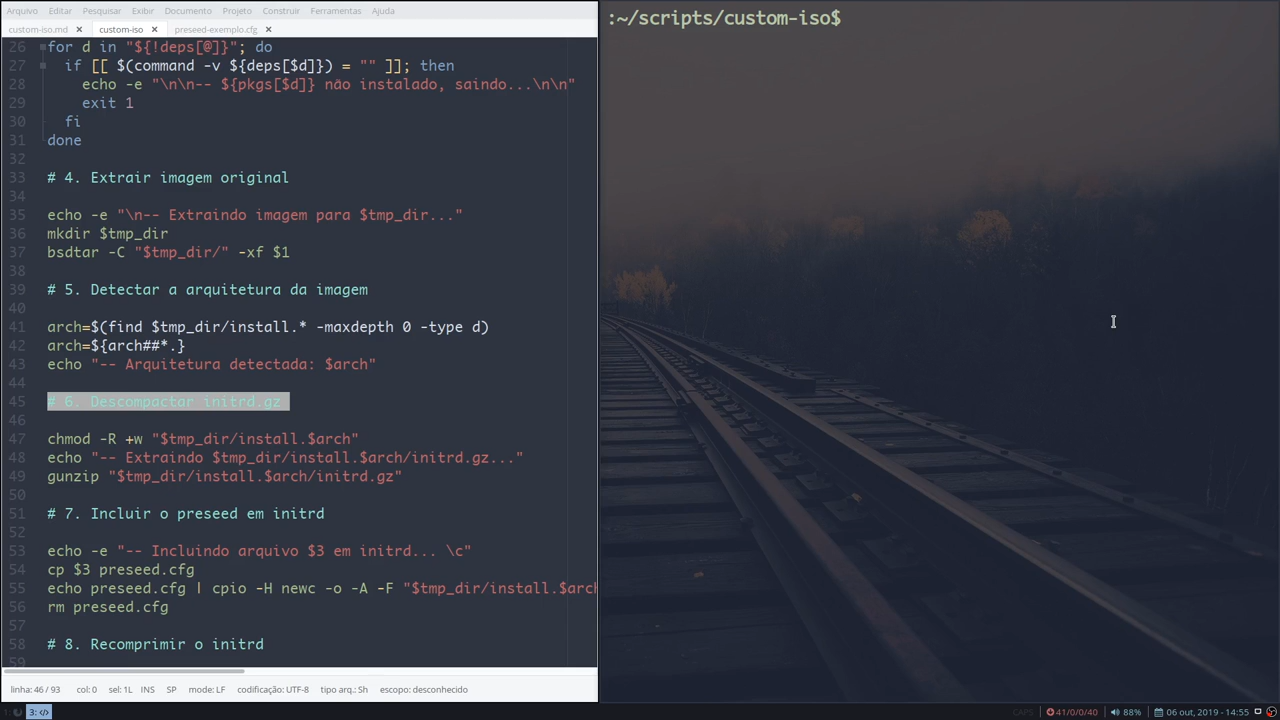 Arquivo Editar Pesquisar Exibir Documento Projeto Construir Ferramentas Ajuda
custom-iso.md × custom-iso × preseed-exemplo.cfg ×
26 for d in "${!deps[@]}"; do
27 if [[ $(command -v ${deps[$d]}) = "" ]]; then
28 echo -e "\n\n-- ${pkgs[$d]} não instalado, saindo...\n\n"
29 exit 1
30 fi
31 done
32
33 # 4. Extrair imagem original
34
35 echo -e "\n-- Extraindo imagem para $tmp_dir..."
36 mkdir $tmp_dir
37 bsdtar -C "$tmp_dir/" -xf $1
38
39 # 5. Detectar a arquitetura da imagem
40
41 arch=$(find $tmp_dir/install.* -maxdepth 0 -type d)
42 arch=${arch##*.}
43 echo "-- Arquitetura detectada: $arch"
44
45 # 6. Descompactar initrd.gz
46
47 chmod -R +w "$tmp_dir/install.$arch"
48 echo "-- Extraindo $tmp_dir/install.$arch/initrd.gz..."
49 gunzip "$tmp_dir/install.$arch/initrd.gz"
50
51 # 7. Incluir o preseed em initrd
52
53 echo -e "-- Incluindo arquivo $3 em initrd... \c"
54 cp $3 preseed.cfg
55 echo preseed.cfg | cpio -H newc -o -A -F "$tmp_dir/install.$arch
56 rm preseed.cfg
57
58 # 8. Recomprimir o initrd
59
linha: 46 / 93 col: 0 sel: 1L INS SP mode: LF codificação: UTF-8 tipo arq.: Sh escopo: desconhecido
:~/scripts/custom-iso$
1: 3: </> CAPS 41/0/0/40 88% 06 out, 2019 - 14:55